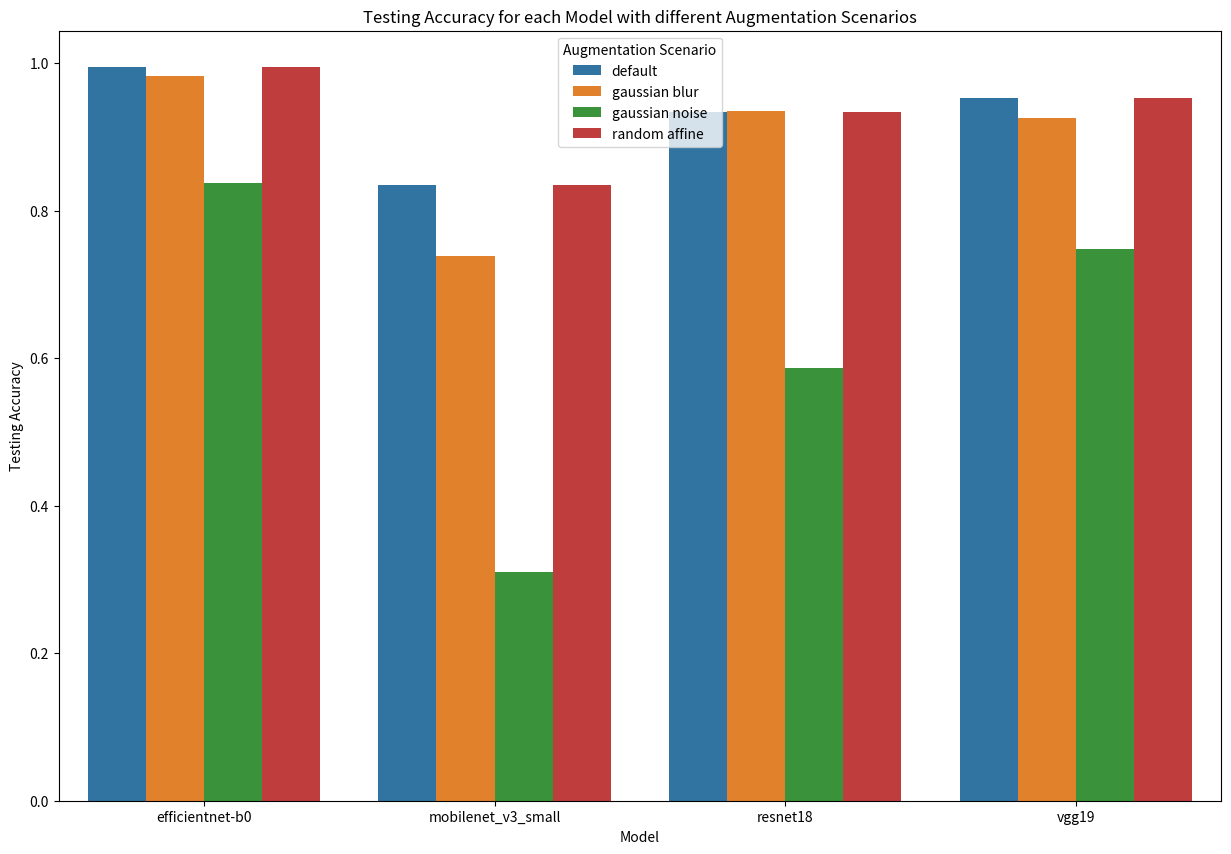 Testing Accuracy for each Model with different Augmentation Scenarios
Augmentation Scenario
default
gaussian blur
gaussian noise
random affine
Testing Accuracy
1.0
0.8
0.6
0.4
0.2
0.0
efficientnet-b0
mobilenet_v3_small
resnet18
vgg19
Model